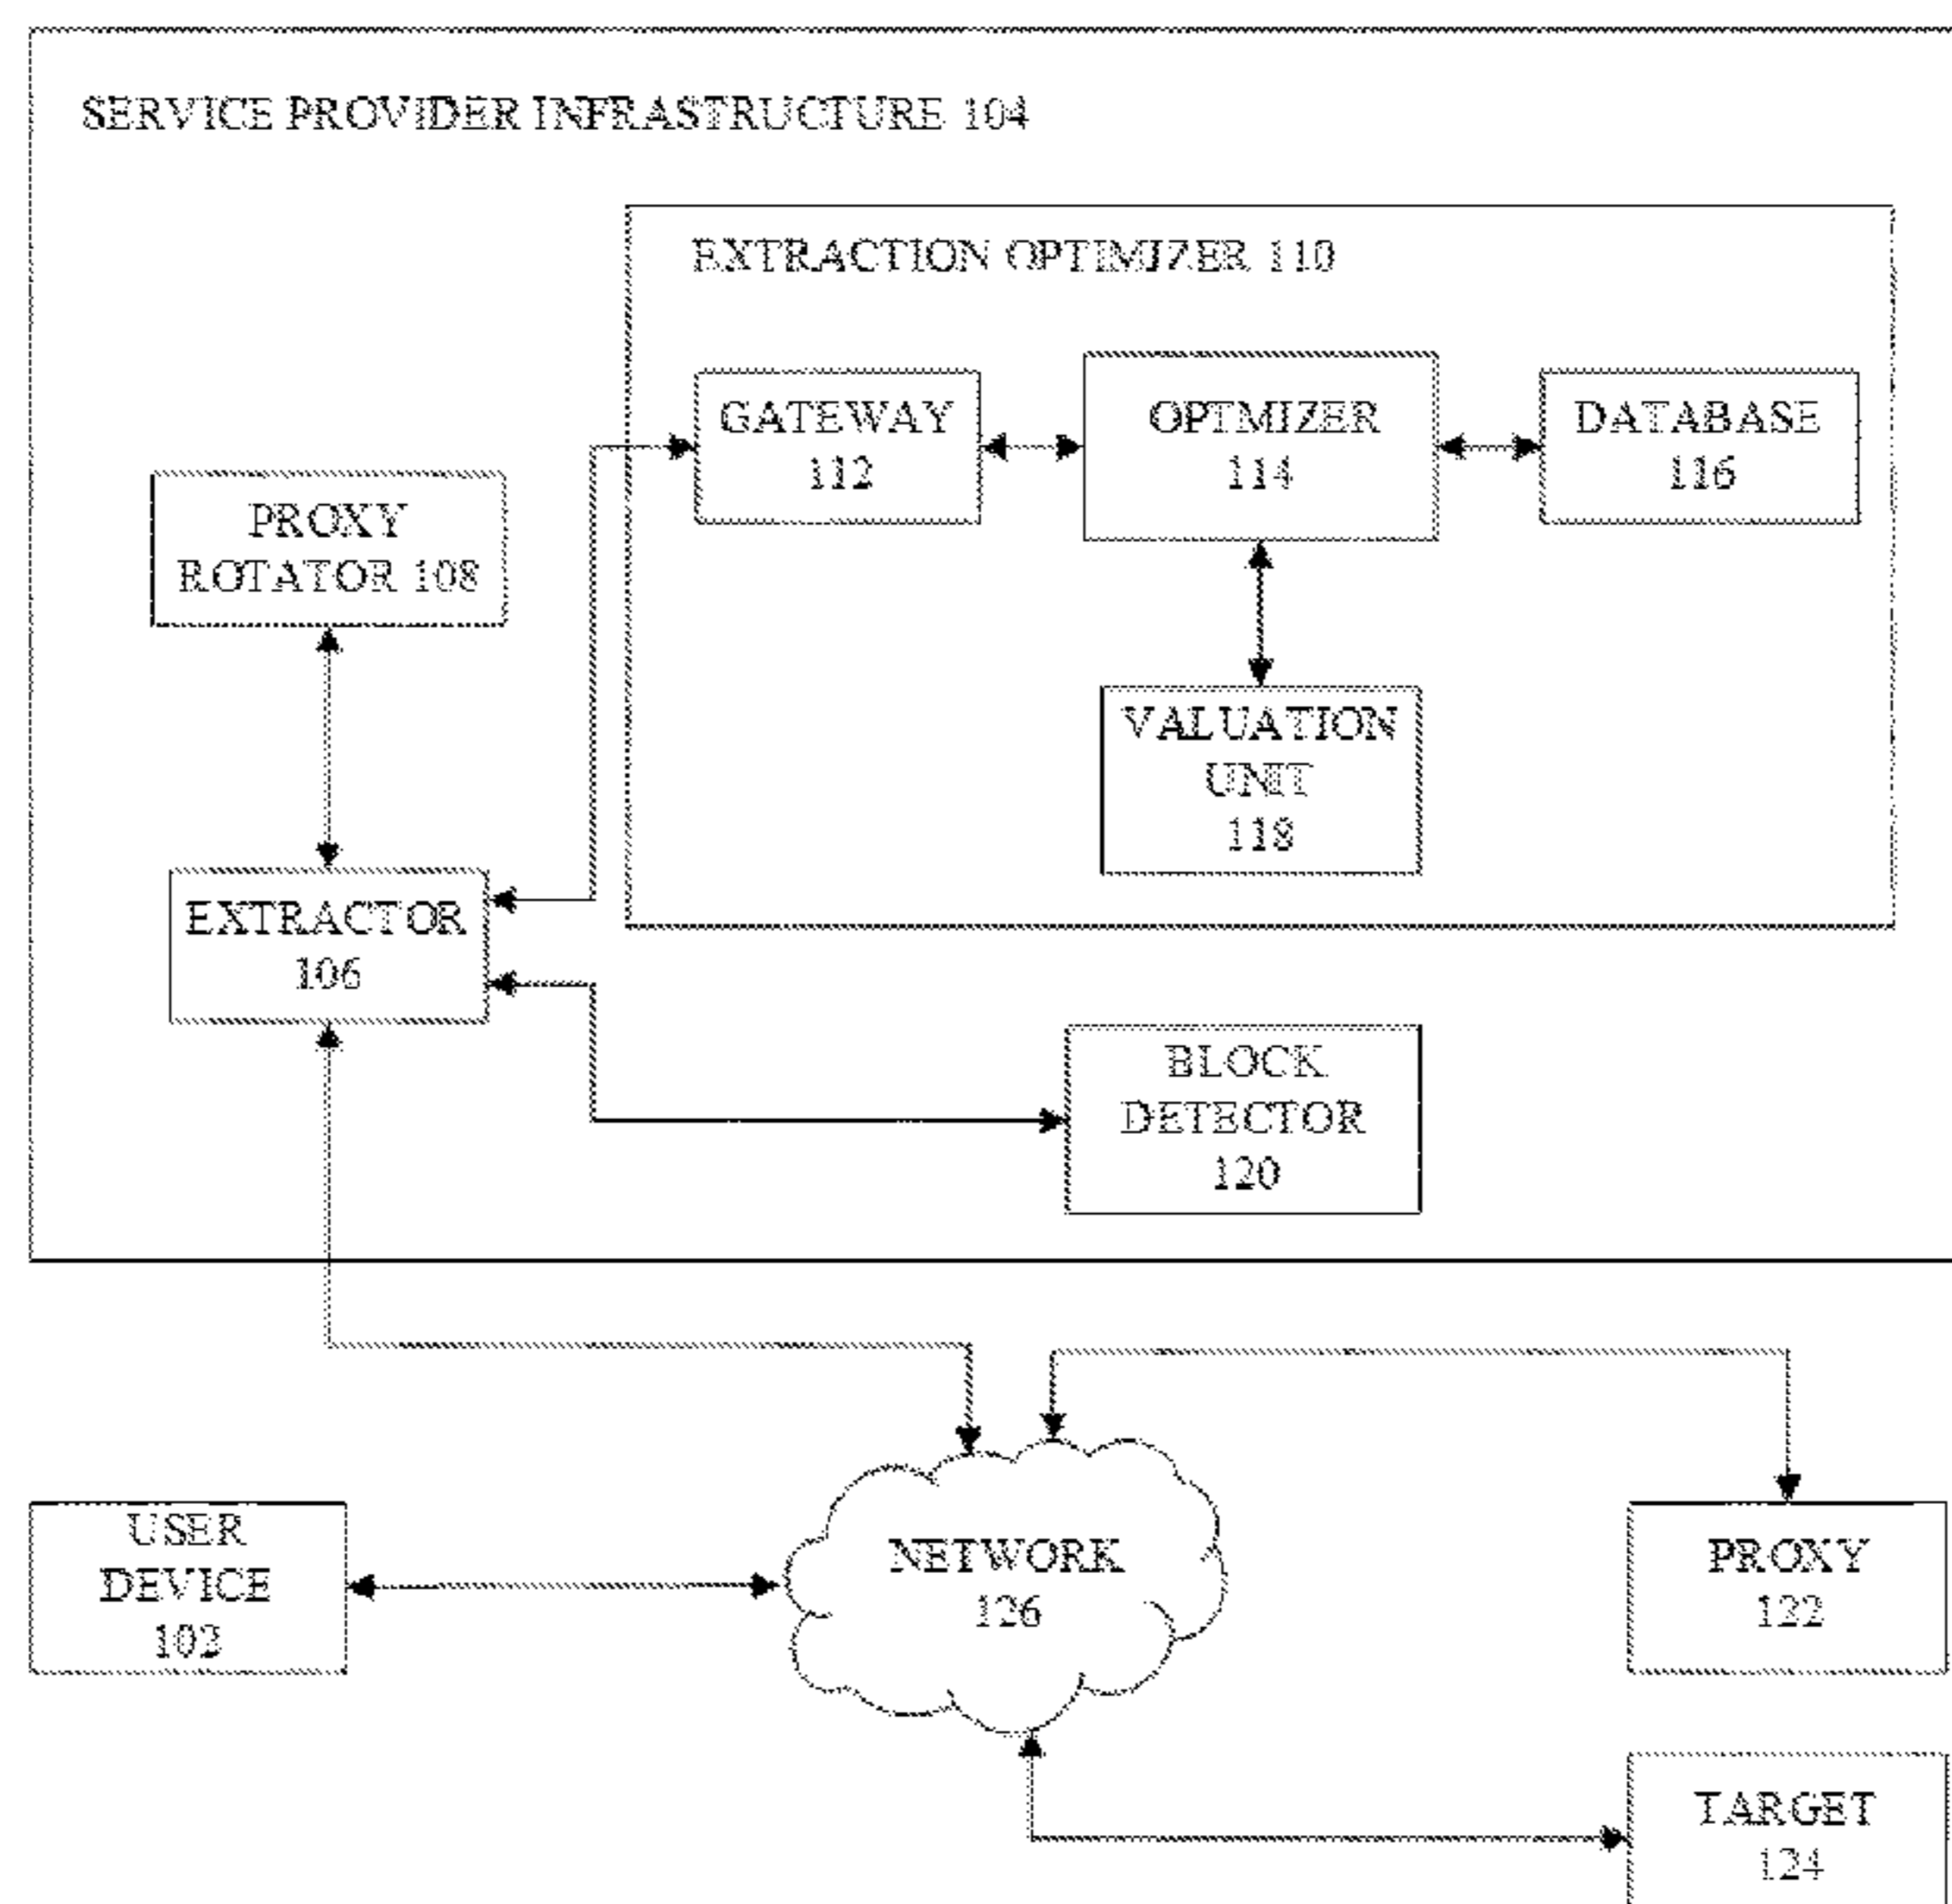 SERVICE PROVIDER INFRASTRUCTURE 104
EXTRACTION OPTIMIZER 110
GATEWAY
112
OPTMIZER
114
DATABASE
116
PROXY
ROTATOR 108
VALUATION
UNIT
118
EXTRACTOR
106
BLOCK
DETECTOR
120
USER
DEVICE
102
NETWORK
126
PROXY
122
TARGET
124